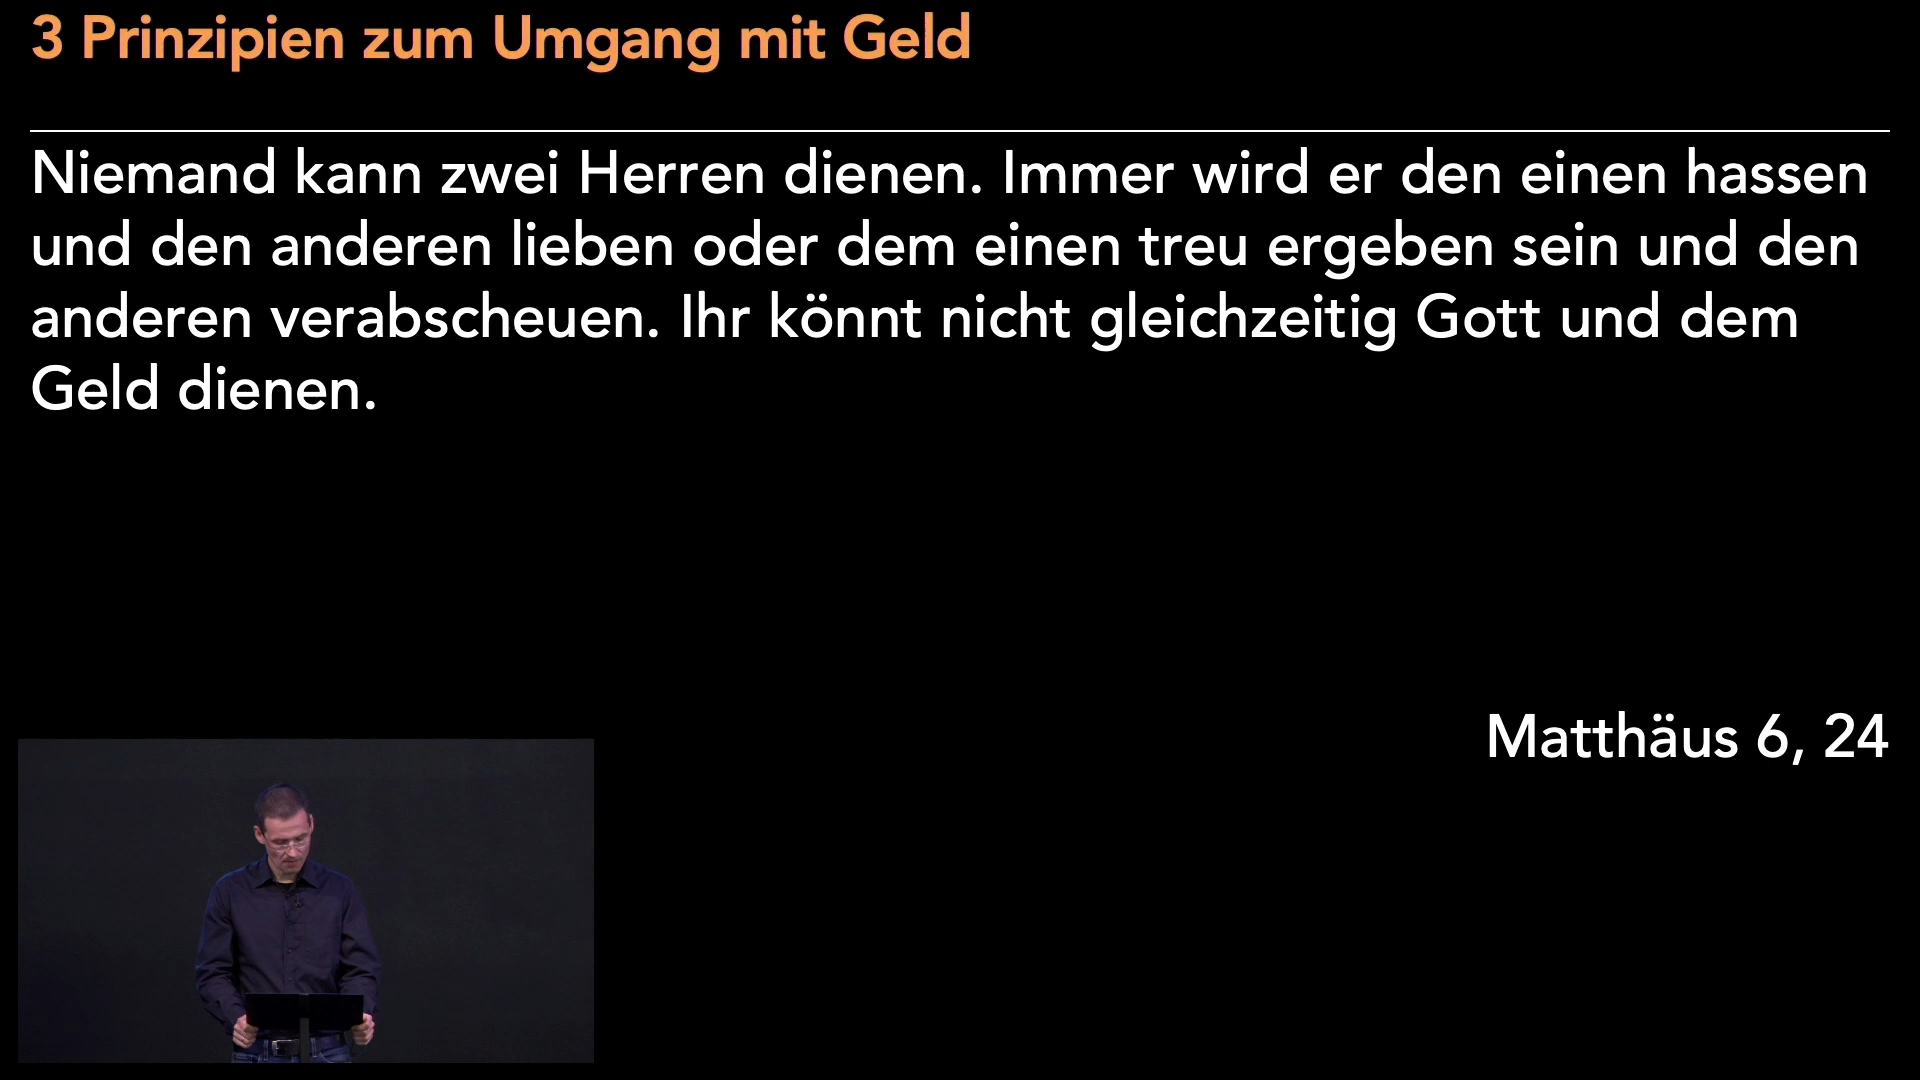 3 Prinzipien zum Umgang mit Geld
Niemand kann zwei Herren dienen. Immer wird er den einen hassen
und den anderen lieben oder dem einen treu ergeben sein und den
anderen verabscheuen. Ihr könnt nicht gleichzeitig Gott und dem
Geld dienen.
Matthäus 6, 24